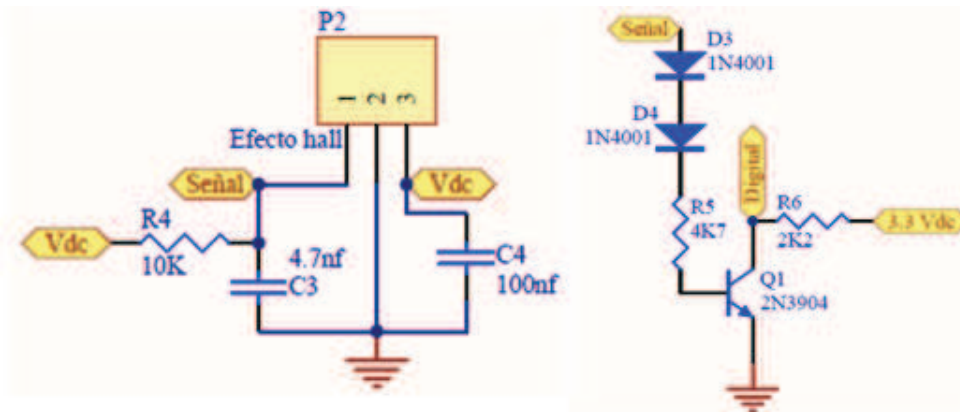 P2
1 2 3
Efecto hall
Señal
Vdc
R4
10K
Vdc
4.7nf
C3
C4
100nf
Señal
D3
1N4001
D4
1N4001
Digital
R5
4K7
R6
2K2
3.3 Vdc
Q1
2N3904